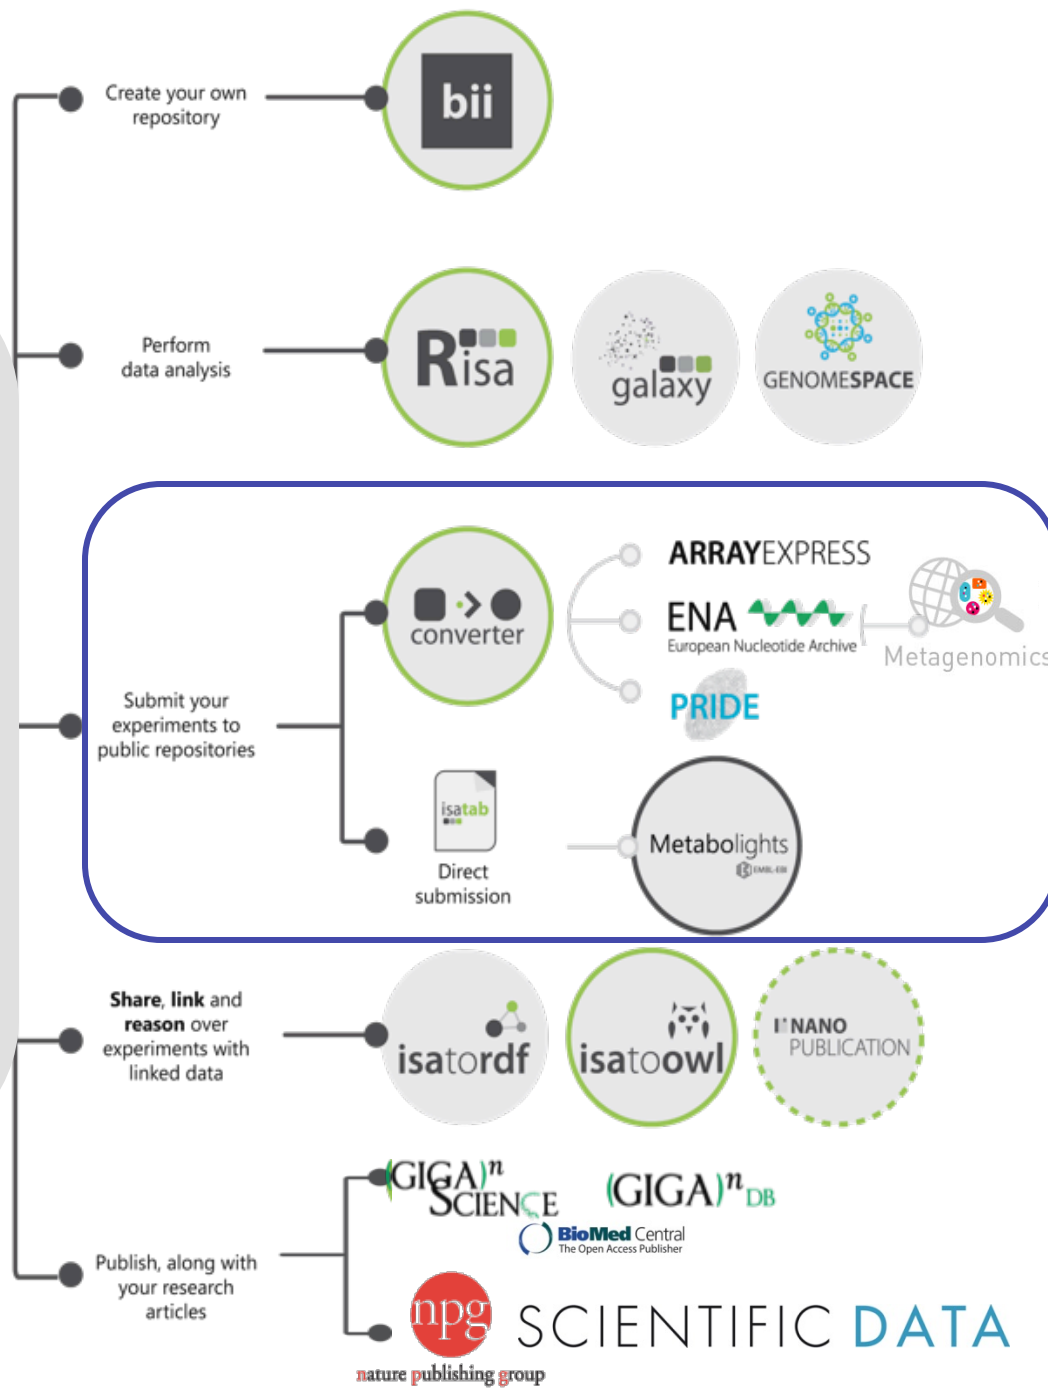 Create your own
repository
bii
Perform
data analysis
Risa
galaxy
GENOMESPACE
Submit your
experiments to
public repositories
converter
ARRAYEXPRESS
ENA
European Nucleotide Archive
Metagenomics
PRIDE
isatab
Direct
submission
Metabolights
EMBL-EBI
Share, link and
reason over
experiments with
linked data
isatordf
isatoowl
NANO
PUBLICATION
Publish, along with
your research
articles
(GIGA)n
SCIENCE
(GIGA)n DB
BioMed Central
The Open Access Publisher
npg
nature publishing group
SCIENTIFIC DATA